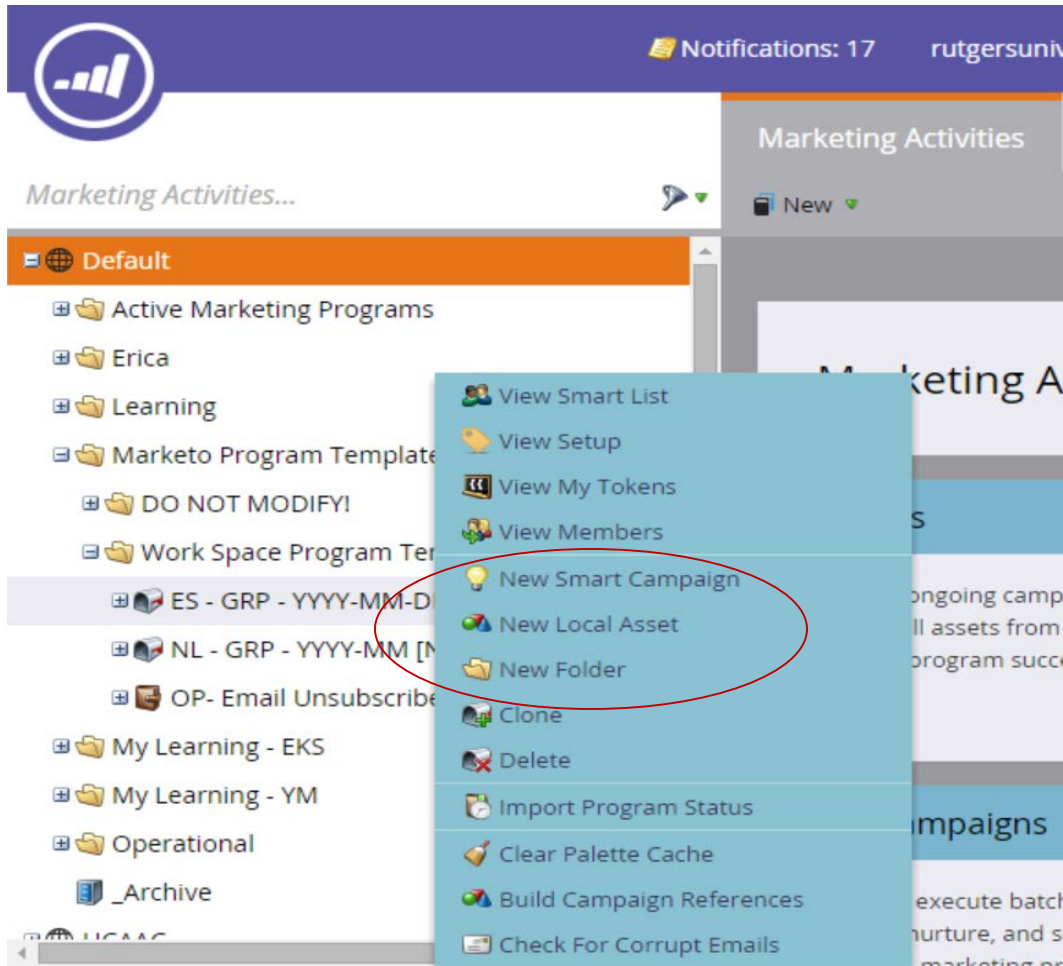 Notifications: 17 rutgersuniv
Marketing Activities
Marketing Activities...
New
Default
Active Marketing Programs
Erica
Learning
Marketo Program Template
DO NOT MODIFY!
Work Space Program Ter
ES - GRP - YYYY-MM-D
NL - GRP - YYYY-MM [N
OP- Email Unsubscribe
My Learning - EKS
My Learning - YM
Operational
_Archive
View Smart List
View Setup
View My Tokens
View Members
New Smart Campaign
New Local Asset
New Folder
Clone
Delete
Import Program Status
Clear Palette Cache
Build Campaign References
Check For Corrupt Emails
keting A
s
ongoing camp
ll assets from
program succe
mpaigns
execute batch
nurture, and s